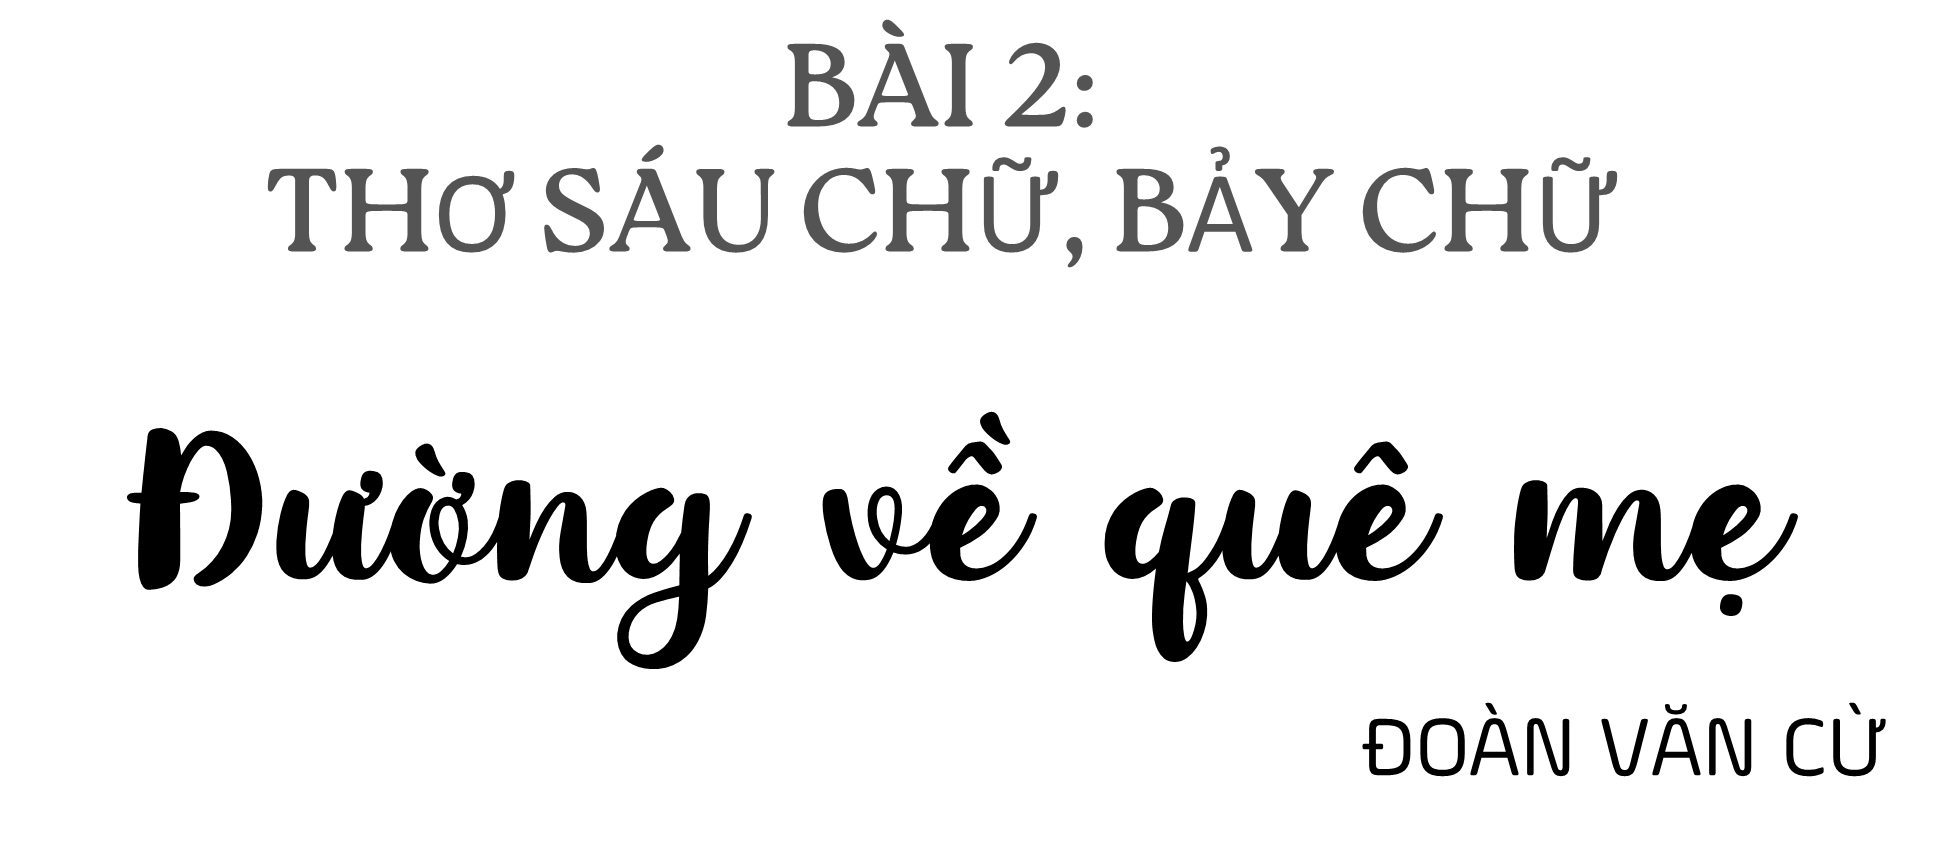 BÀI 2:
THƠ SÁU CHỮ, BẢY CHỮ
Đường về quê mẹ
ĐOÀN VĂN CỪ